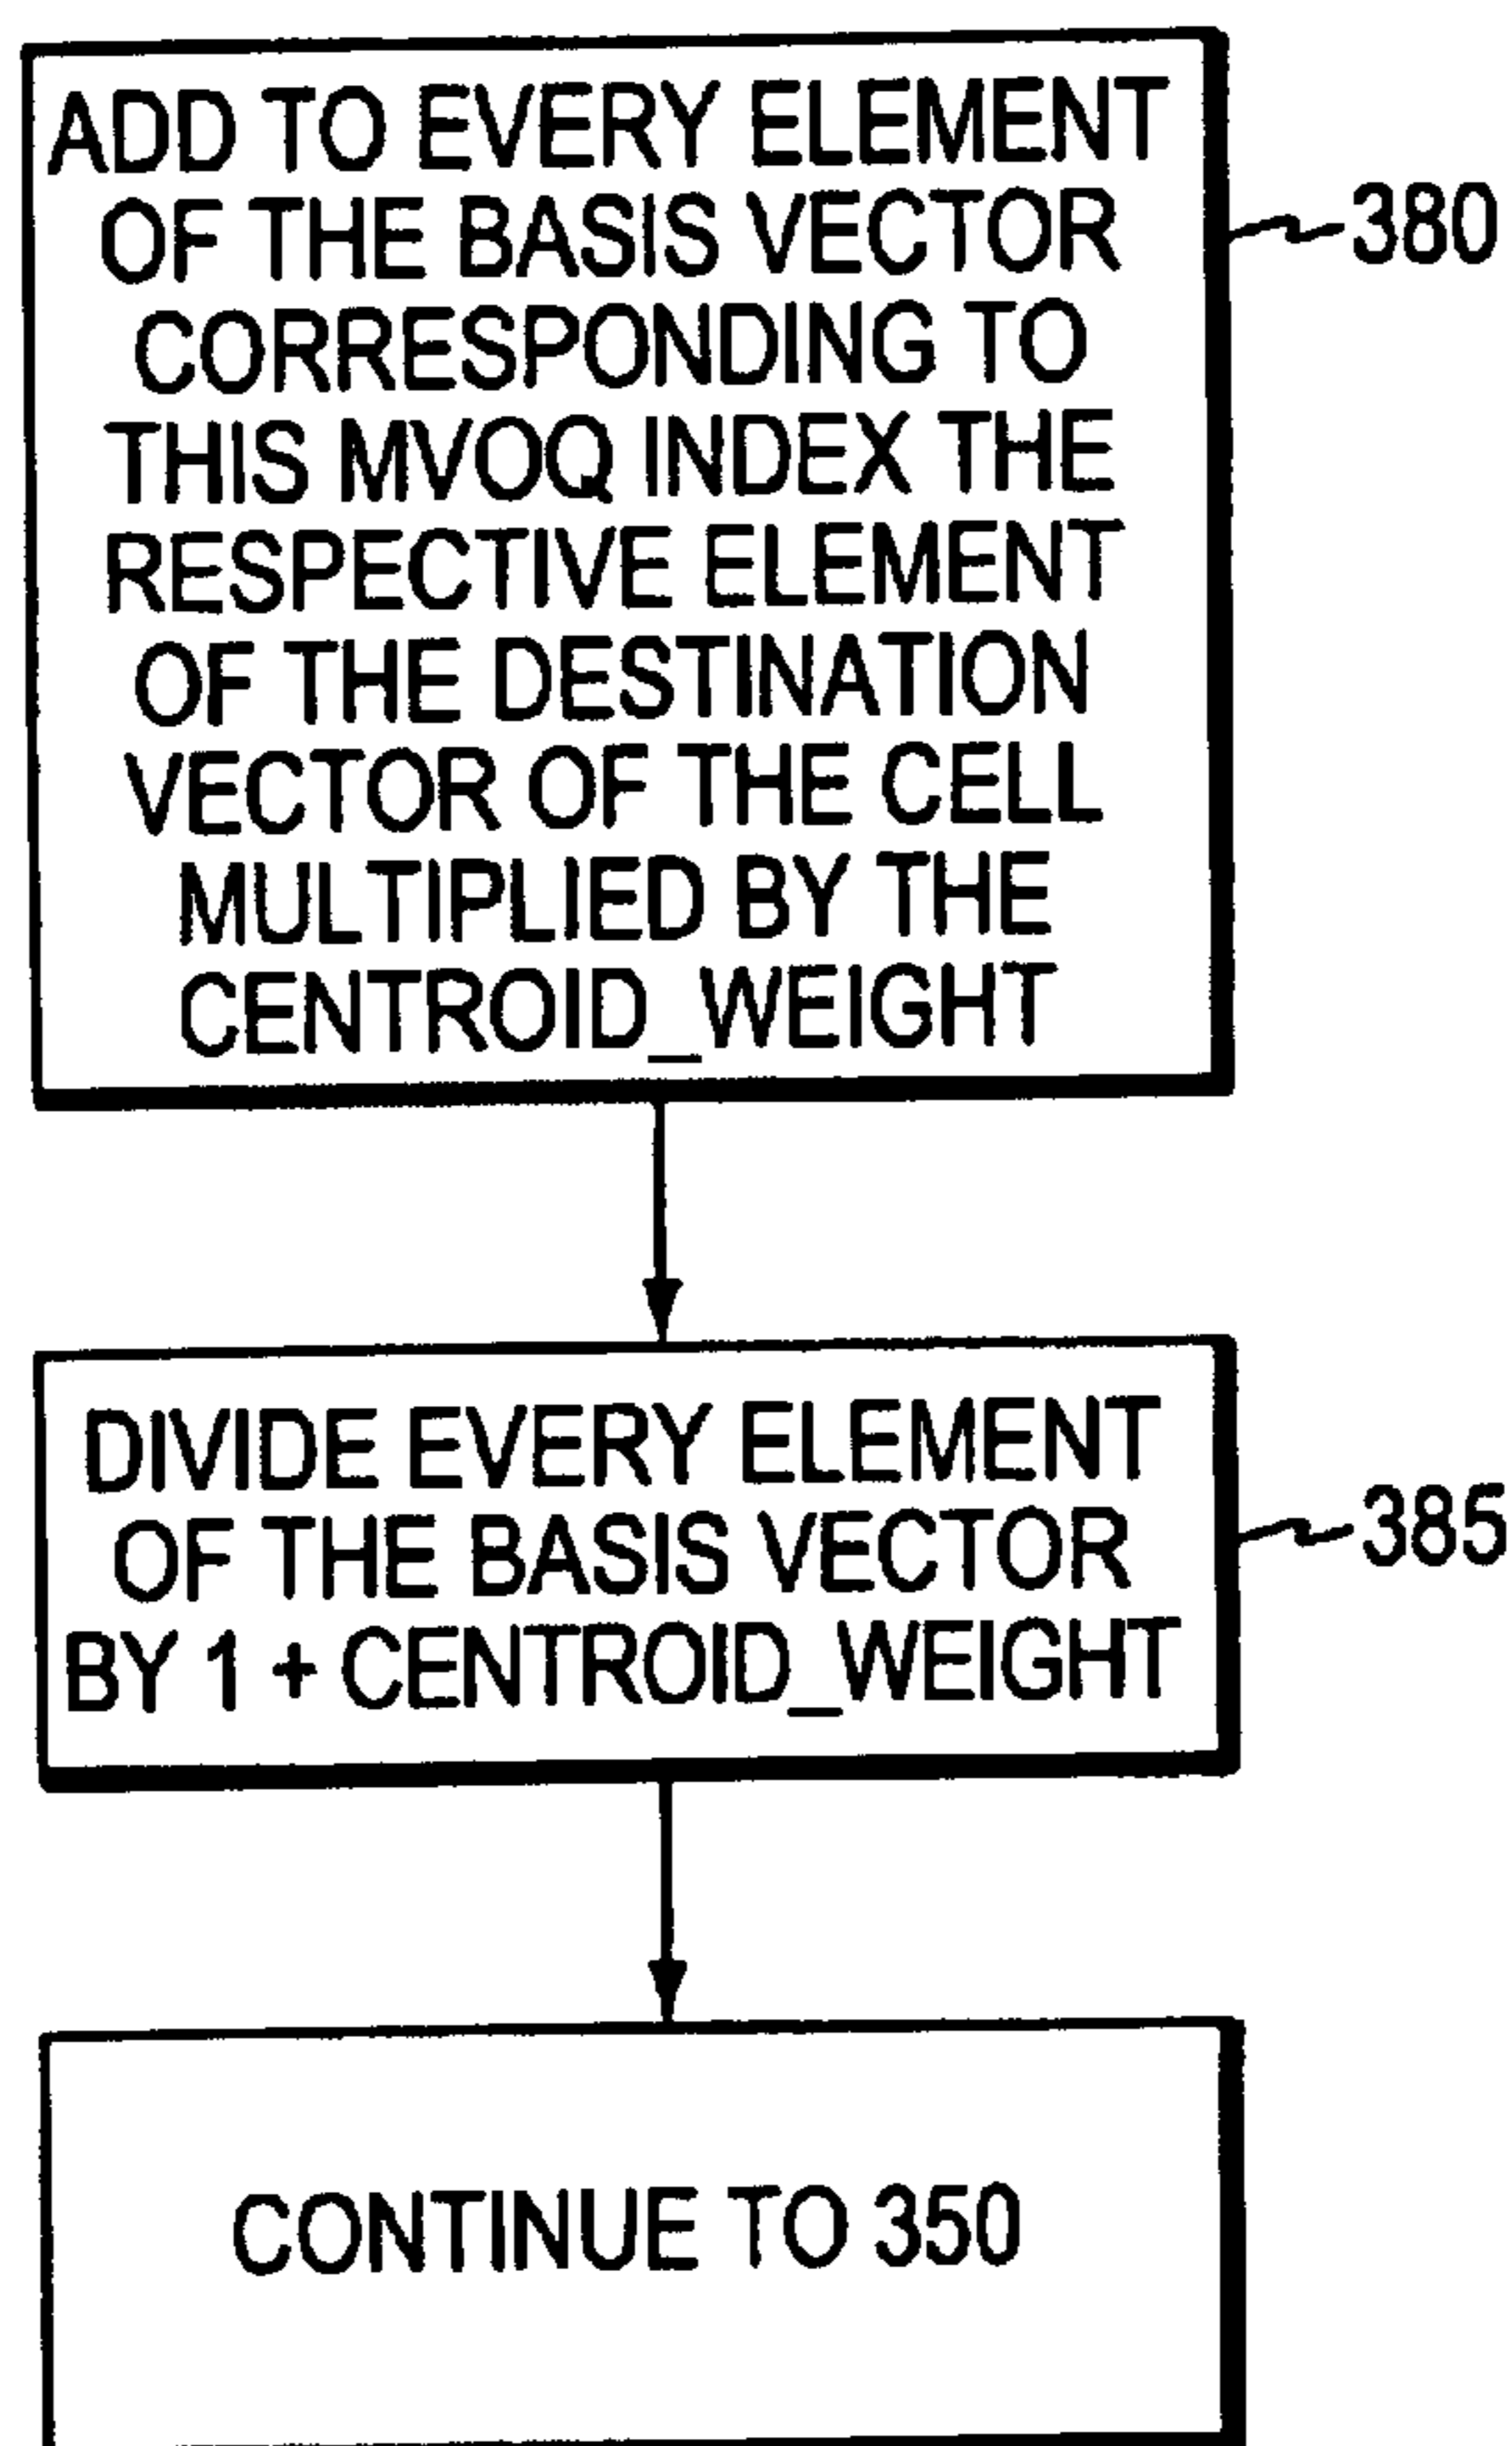 ADD TO EVERY ELEMENT
OF THE BASIS VECTOR
CORRESPONDING TO
THIS MVOQ INDEX THE
RESPECTIVE ELEMENT
OF THE DESTINATION
VECTOR OF THE CELL
MULTIPLIED BY THE
CENTROID_WEIGHT
380
DIVIDE EVERY ELEMENT
OF THE BASIS VECTOR
BY 1 + CENTROID_WEIGHT
385
CONTINUE TO 350